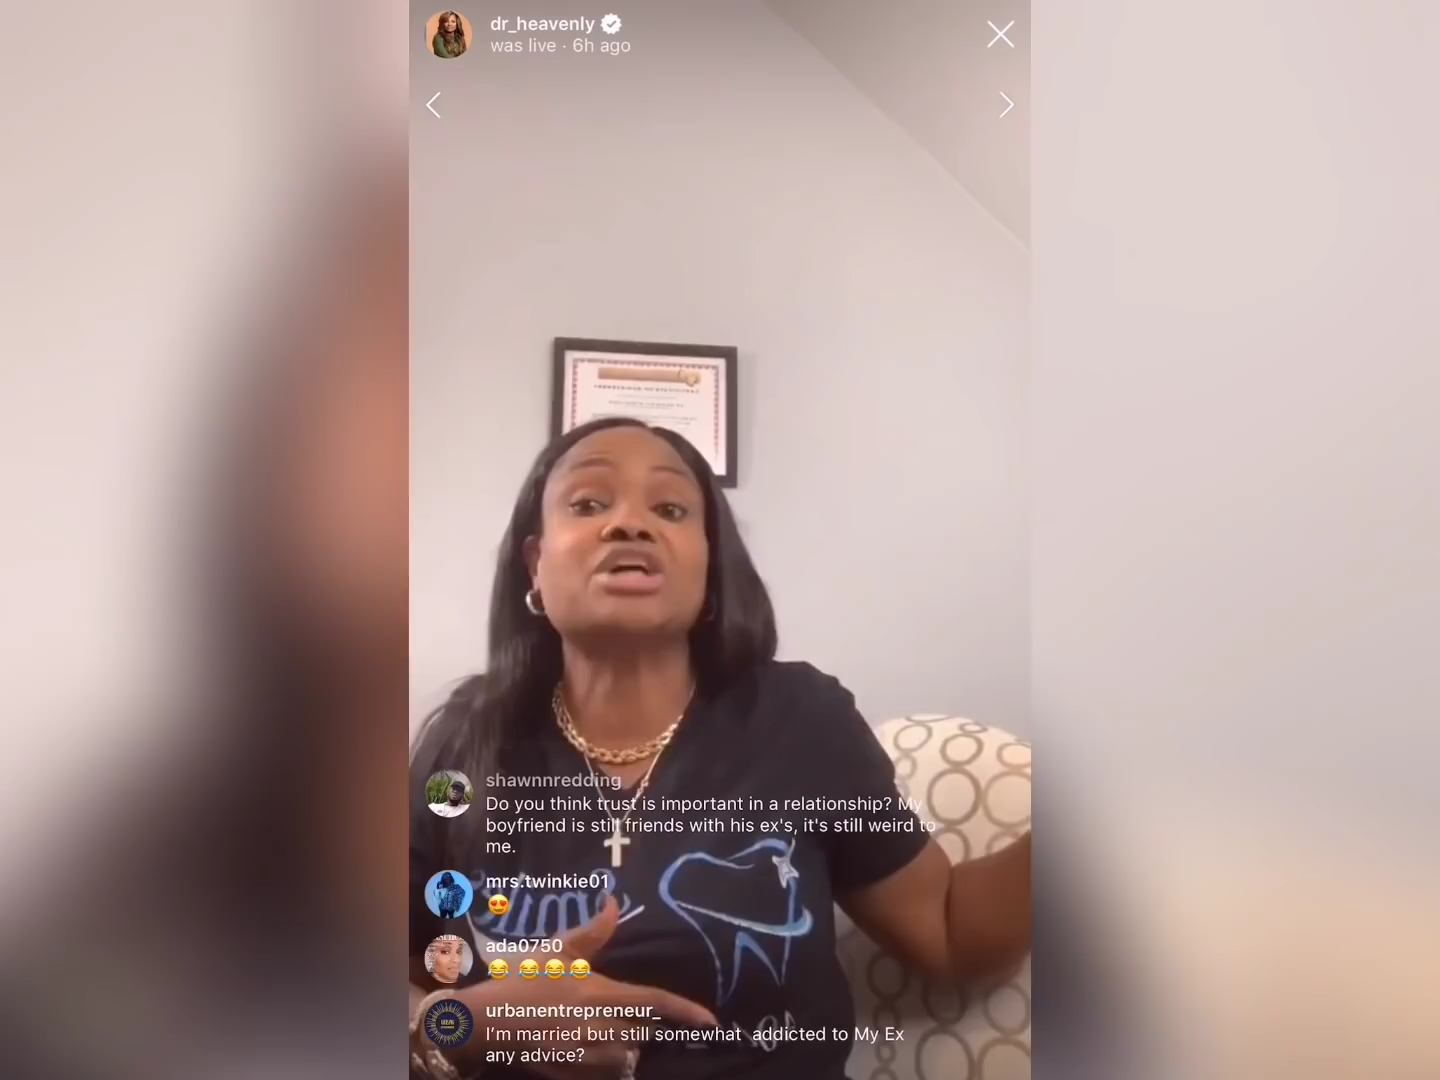 dr_heavenly
was live · 6h ago
shawnnredding
Do you think trust is important in a relationship? My
boyfriend is still friends with his ex's, it's still weird to
me.
mrs.twinkie01
😍
ada0750
😂 😂😂😂
urbanentrepreneur_
I’m married but still somewhat  addicted to My Ex
any advice?